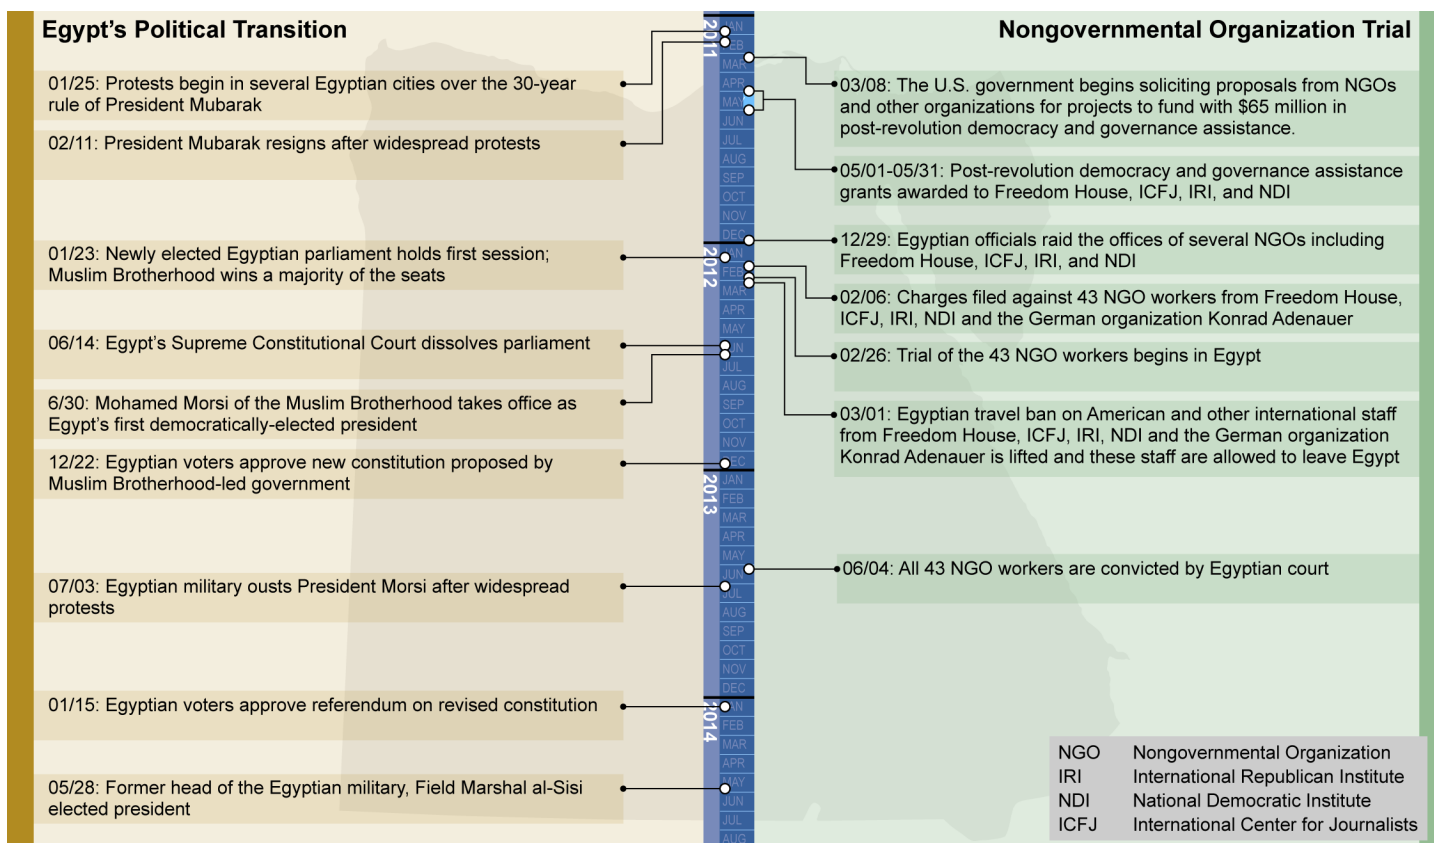 Egypt's Political Transition
01/25: Protests begin in several Egyptian cities over the 30-year
rule of President Mubarak
02/11: President Mubarak resigns after widespread protests
01/23: Newly elected Egyptian parliament holds first session;
Muslim Brotherhood wins a majority of the seats
06/14: Egypt's Supreme Constitutional Court dissolves parliament
6/30: Mohamed Morsi of the Muslim Brotherhood takes office as
Egypt's first democratically-elected president
12/22: Egyptian voters approve new constitution proposed by
Muslim Brotherhood-led government
07/03: Egyptian military ousts President Morsi after widespread
protests
01/15: Egyptian voters approve referendum on revised constitution
05/28: Former head of the Egyptian military, Field Marshal al-Sisi
elected president
2011
JAN
FEB
MAR
APR
MAY
JUN
JUL
AUG
SEP
OCT
NOV
DEC
2012
JAN
FEB
MAR
APR
MAY
JUN
JUL
AUG
SEP
OCT
NOV
DEC
2013
JAN
FEB
MAR
APR
MAY
JUN
JUL
AUG
SEP
OCT
NOV
DEC
2014
JAN
FEB
MAR
APR
MAY
JUN
JUL
AUG
Nongovernmental Organization Trial
03/08: The U.S. government begins soliciting proposals from NGOs
and other organizations for projects to fund with $65 million in
post-revolution democracy and governance assistance.
05/01-05/31: Post-revolution democracy and governance assistance
grants awarded to Freedom House, ICFJ, IRI, and NDI
12/29: Egyptian officials raid the offices of several NGOs including
Freedom House, ICFJ, IRI, and NDI
02/06: Charges filed against 43 NGO workers from Freedom House,
ICFJ, IRI, NDI and the German organization Konrad Adenauer
02/26: Trial of the 43 NGO workers begins in Egypt
03/01: Egyptian travel ban on American and other international staff
from Freedom House, ICFJ, IRI, NDI and the German organization
Konrad Adenauer is lifted and these staff are allowed to leave Egypt
06/04: All 43 NGO workers are convicted by Egyptian court
NGO Nongovernmental Organization
IRI International Republican Institute
NDI National Democratic Institute
ICFJ International Center for Journalists